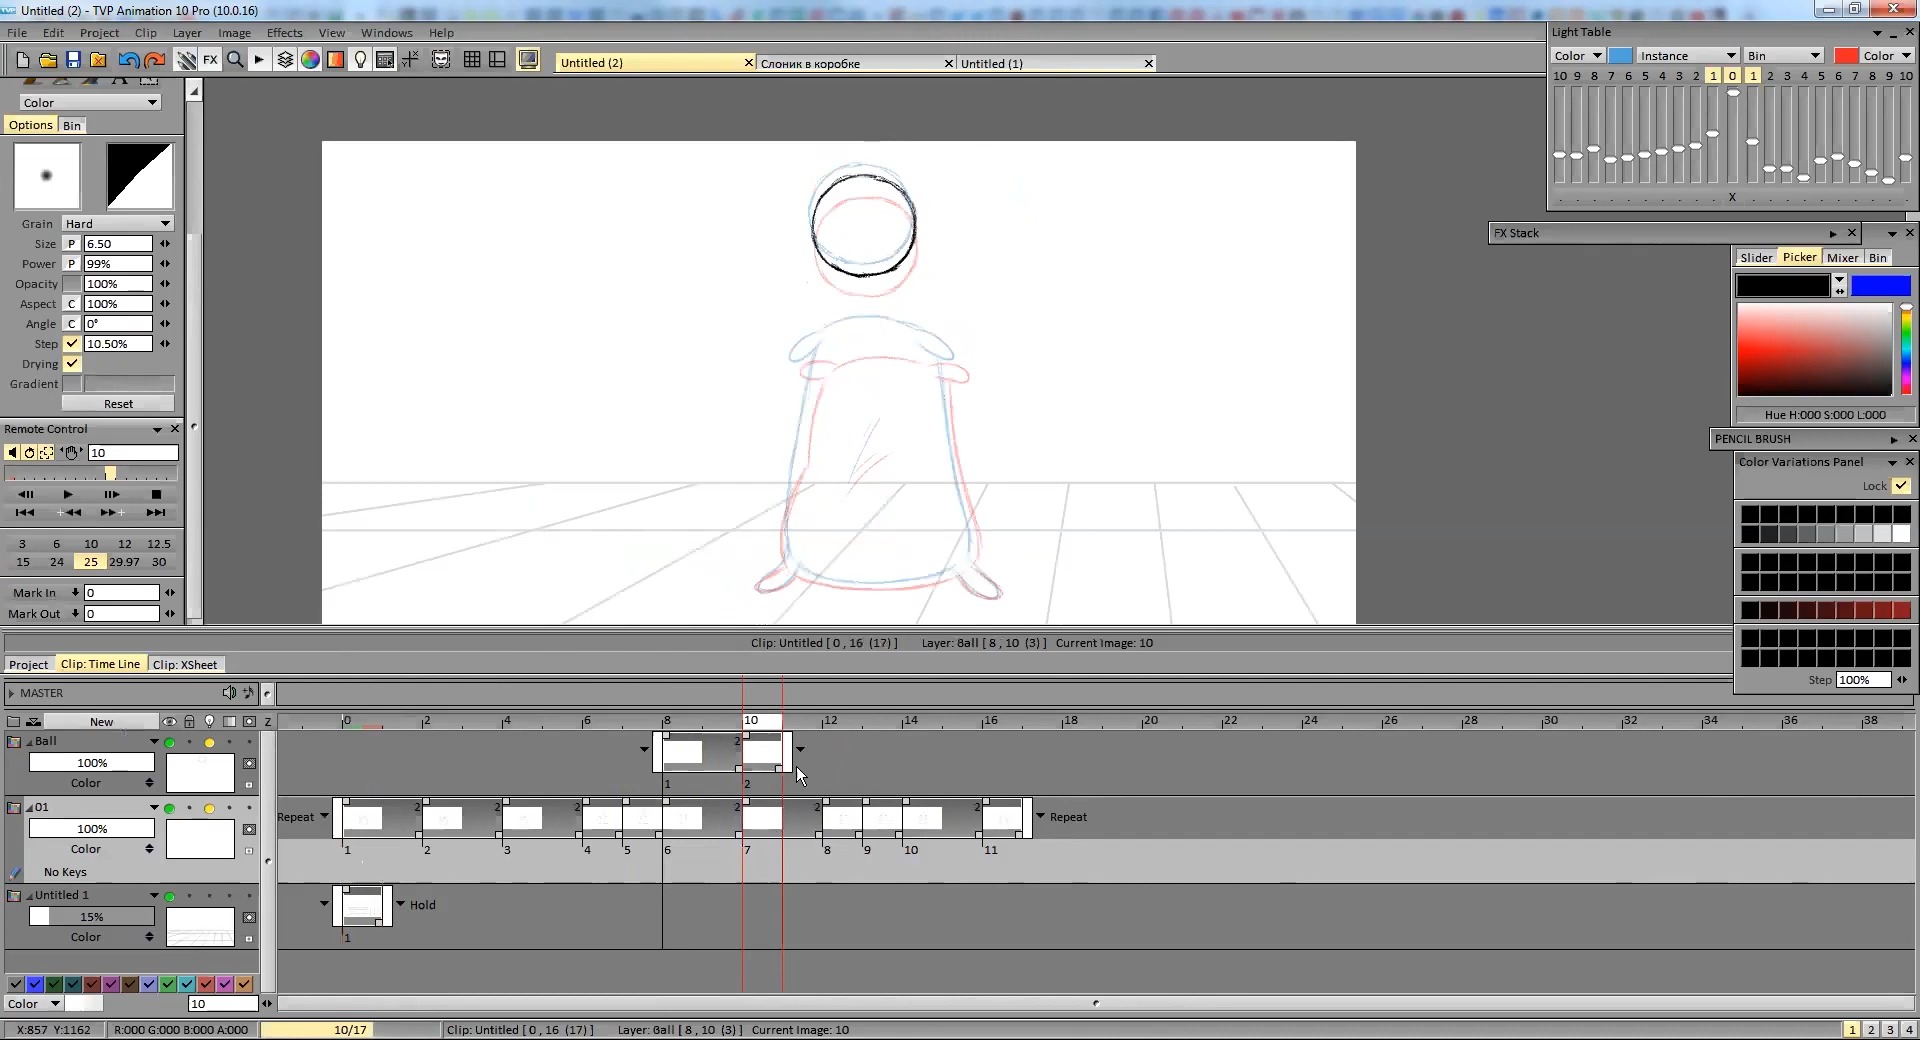 Untitled (2) - TVP Animation 10 Pro (10.0.16)
File Edit Project Clip Layer Image Effects View Windows Help
FX
Untitled (2) Слоник в коробке Untitled (1)
Light Table
Color Instance Bin Color
10 9 8 7 6 5 4 3 2 1 0 1 2 3 4 5 6 7 8 9 10
X
Color
Options Bin
Grain Hard
Size P 6.50
Power P 99%
Opacity 100%
Aspect C 100%
Angle C 0°
Step 10.50%
Drying
Gradient
Reset
Remote Control
10
3 6 10 12 12.5
15 24 25 29.97 30
Mark In 0
Mark Out 0
FX Stack
Slider Picker Mixer Bin
Hue H:000 S:000 L:000
PENCIL BRUSH
Color Variations Panel
Lock
Step 100%
Clip: Untitled [ 0 , 16 (17) ] Layer: Ball [ 8 , 10 (3) ] Current Image: 10
Project Clip: Time Line Clip: XSheet
MASTER
New Z 0 2 4 6 8 10 12 14 16 18 20 22 24 26 28 30 32 34 36 38
Ball 2
100%
Color 1 2
01 2 2 2 2 2 2 2
100% Repeat Repeat
Color 1 2 3 4 5 6 7 8 9 10 11
No Keys
Untitled 1
15% Hold
Color 1
Color 10
X:857 Y:1162 R:000 G:000 B:000 A:000 10/17 Clip: Untitled [ 0 , 16 (17) ] Layer: Ball [ 8 , 10 (3) ] Current Image: 10 1 2 3 4